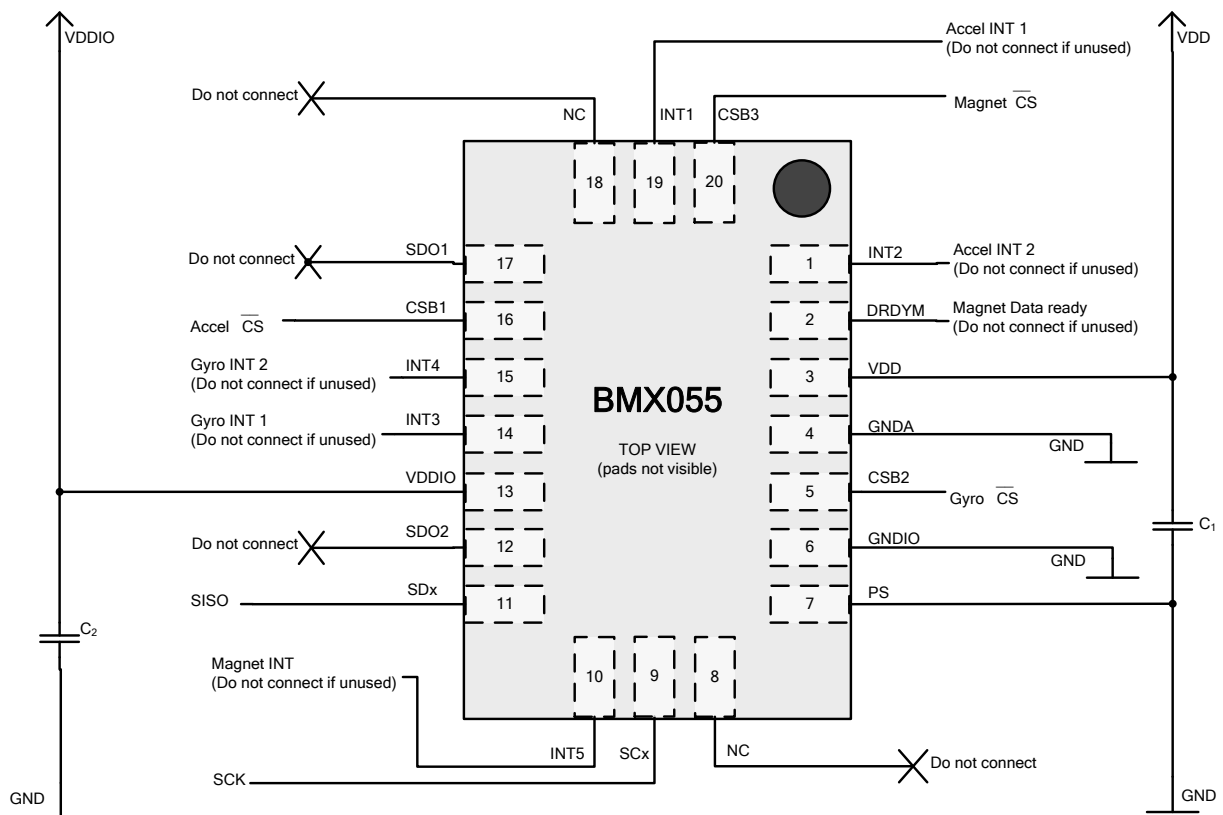 VDDIO
Accel INT 1
(Do not connect if unused)
VDD
Do not connect
Magnet CS
NC
INT1
CSB3
18
19
20
Do not connect
SDO1
17
1
INT2
Accel INT 2
(Do not connect if unused)
Accel CS
CSB1
16
2
DRDYM
Magnet Data ready
(Do not connect if unused)
Gyro INT 2
(Do not connect if unused)
INT4
15
3
VDD
BMX055
Gyro INT 1
(Do not connect if unused)
INT3
14
TOP VIEW
(pads not visible)
4
GNDA
GND
VDDIO
13
5
CSB2
Gyro CS
Do not connect
SDO2
12
6
GNDIO
GND
C1
SISO
SDx
11
7
PS
C2
Magnet INT
(Do not connect if unused)
10
9
8
INT5
SCx
NC
Do not connect
SCK
GND
GND